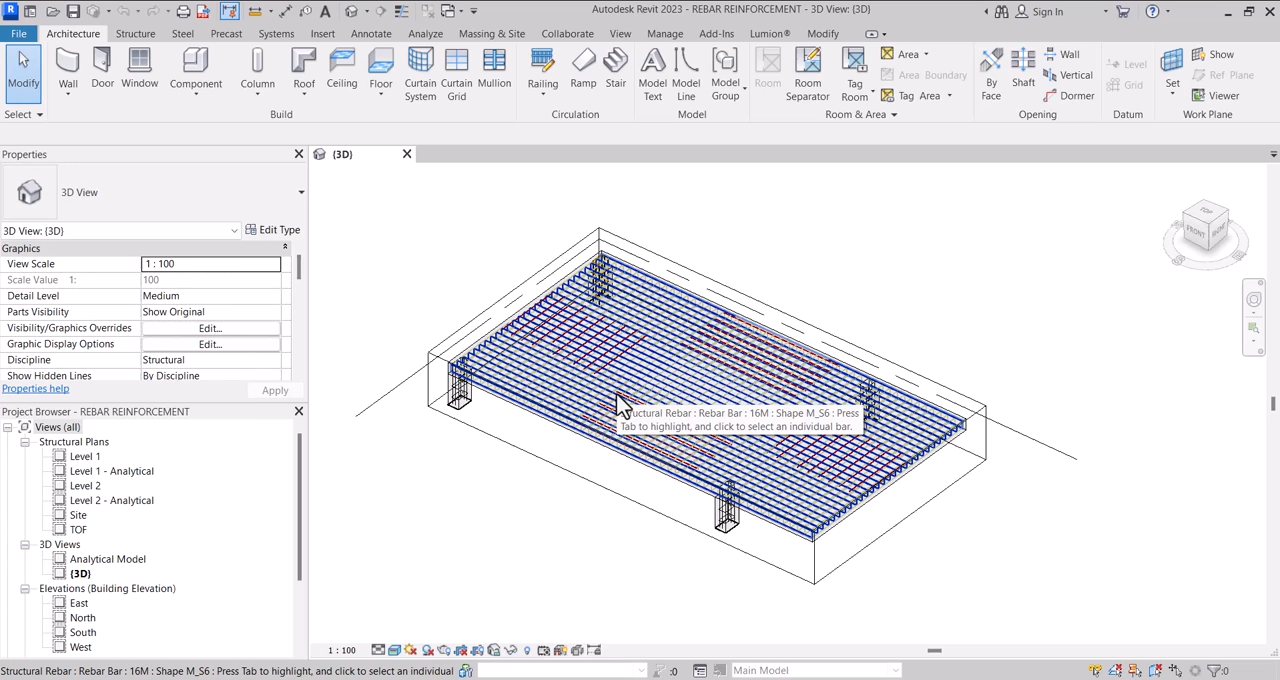 Autodesk Revit 2023 - REBAR REINFORCEMENT - 3D View: {3D}
Sign In
File Architecture Structure Steel Precast Systems Insert Annotate Analyze Massing & Site Collaborate View Manage Add-Ins Lumion® Modify
Modify Wall Door Window Component Column Roof Ceiling Floor Curtain System Curtain Grid Mullion Railing Ramp Stair Model Text Model Line Model Group Room Room Separator Tag Room Area Area Boundary Tag Area By Face Shaft Wall Vertical Dormer Level Grid Set Show Ref Plane Viewer
Select Build Circulation Model Room & Area Opening Datum Work Plane
Properties
{3D}
3D View
3D View: {3D}
Edit Type
Graphics
View Scale 1 : 100
Scale Value 1: 100
Detail Level Medium
Parts Visibility Show Original
Visibility/Graphics Overrides Edit...
Graphic Display Options Edit...
Discipline Structural
Show Hidden Lines By Discipline
Properties help
Apply
Project Browser - REBAR REINFORCEMENT
Views (all)
Structural Plans
Level 1
Level 1 - Analytical
Level 2
Level 2 - Analytical
Site
TOF
3D Views
Analytical Model
{3D}
Elevations (Building Elevation)
East
North
South
West
TOP
FRONT
RIGHT
Rebar : Rebar Bar : 16M : Shape M_S6 : Press
Tab to highlight, and click to select an individual bar.
1 : 100
Structural Rebar : Rebar Bar : 16M : Shape M_S6 : Press Tab to highlight, and click to select an individual
:0
Main Model
:0